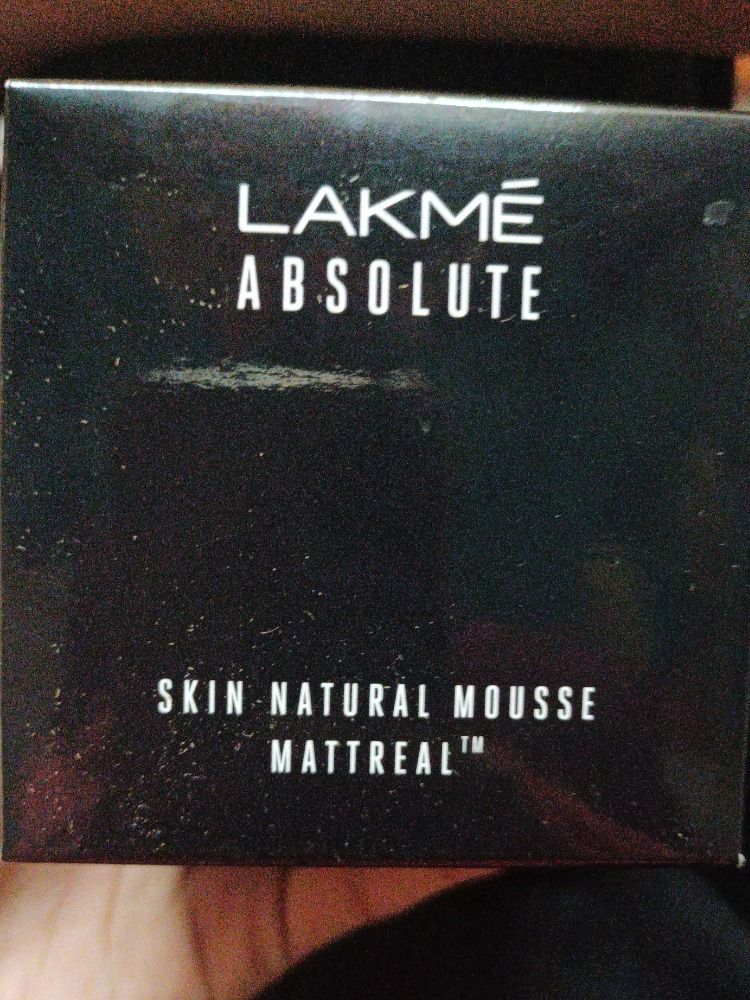 LAKMÉ
ABSOLUTE
SKIN NATURAL MOUSSE
MATTREAL™